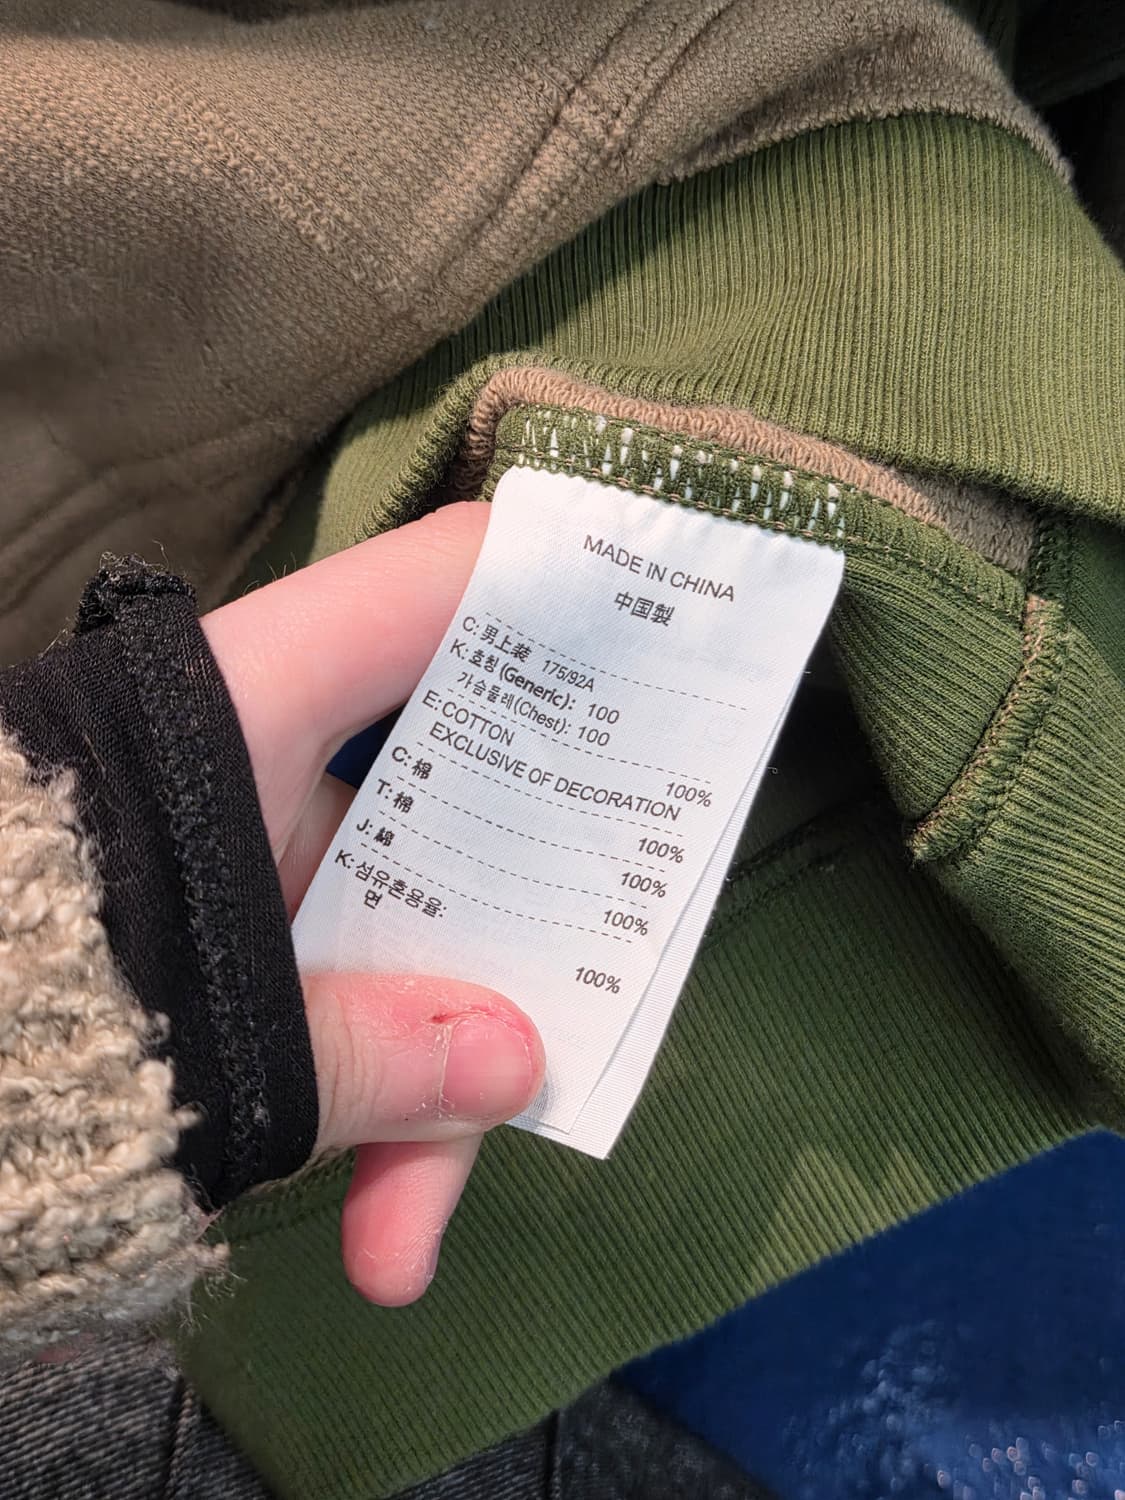 MADE IN CHINA
中国製
C: 男上装 175/92A
K: 호칭 (Generic): 100
가슴둘레(Chest): 100
E: COTTON 100%
EXCLUSIVE OF DECORATION
C: 棉 100%
T: 棉 100%
J: 綿 100%
K: 섬유혼용율:
면 100%